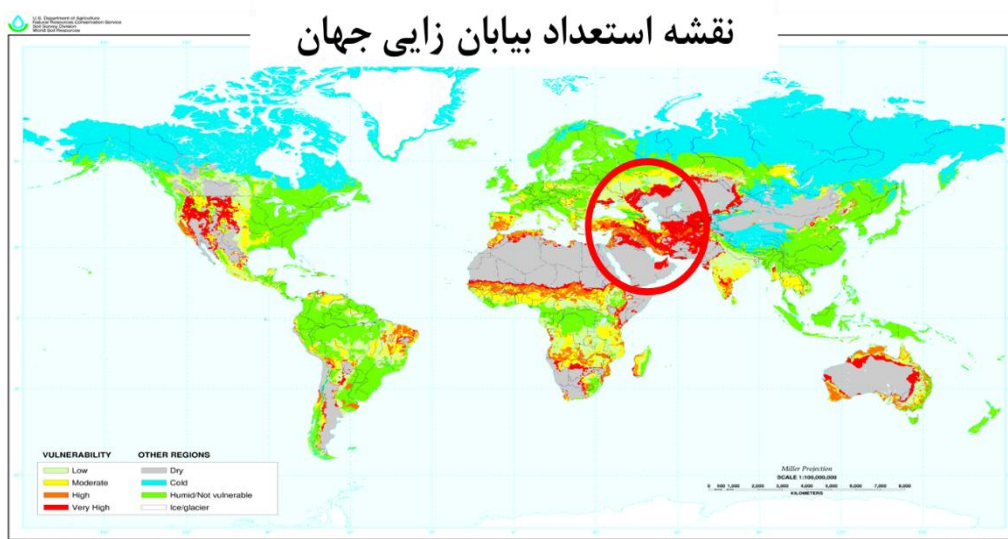 U.S. Department of Agriculture
Natural Resources Conservation Service
Soil Survey Division
World Soil Resources
نقشه استعداد بیابان زایی جهان
VULNERABILITY
Low
Moderate
High
Very High
OTHER REGIONS
Dry
Cold
Humid/Not vulnerable
Ice/glacier
Miller Projection
SCALE 1:100,000,000
0 500 1,000 2,000 3,000 4,000 5,000 6,000 7,000 8,000
KILOMETERS